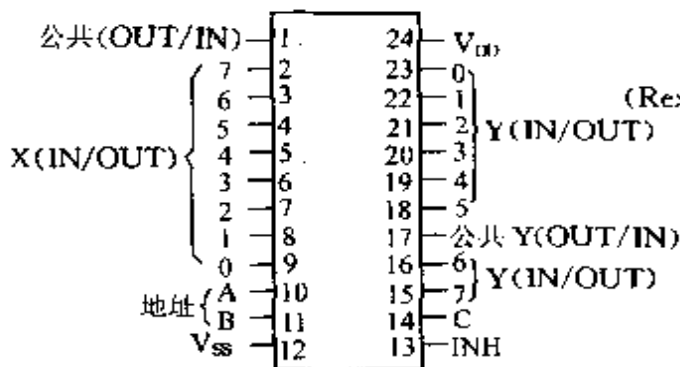 公共(OUT/IN) 1 24 V_DD
7 2 23 0
6 3 22 1 (Re
5 4 21 2 Y(IN/OUT)
X(IN/OUT) 4 5 20 3
3 6 19 4
2 7 18 5
1 8 17 公共 Y(OUT/IN)
0 9 16 6
地址 A 10 15 7 Y(IN/OUT)
B 11 14 C
V_SS 12 13 INH